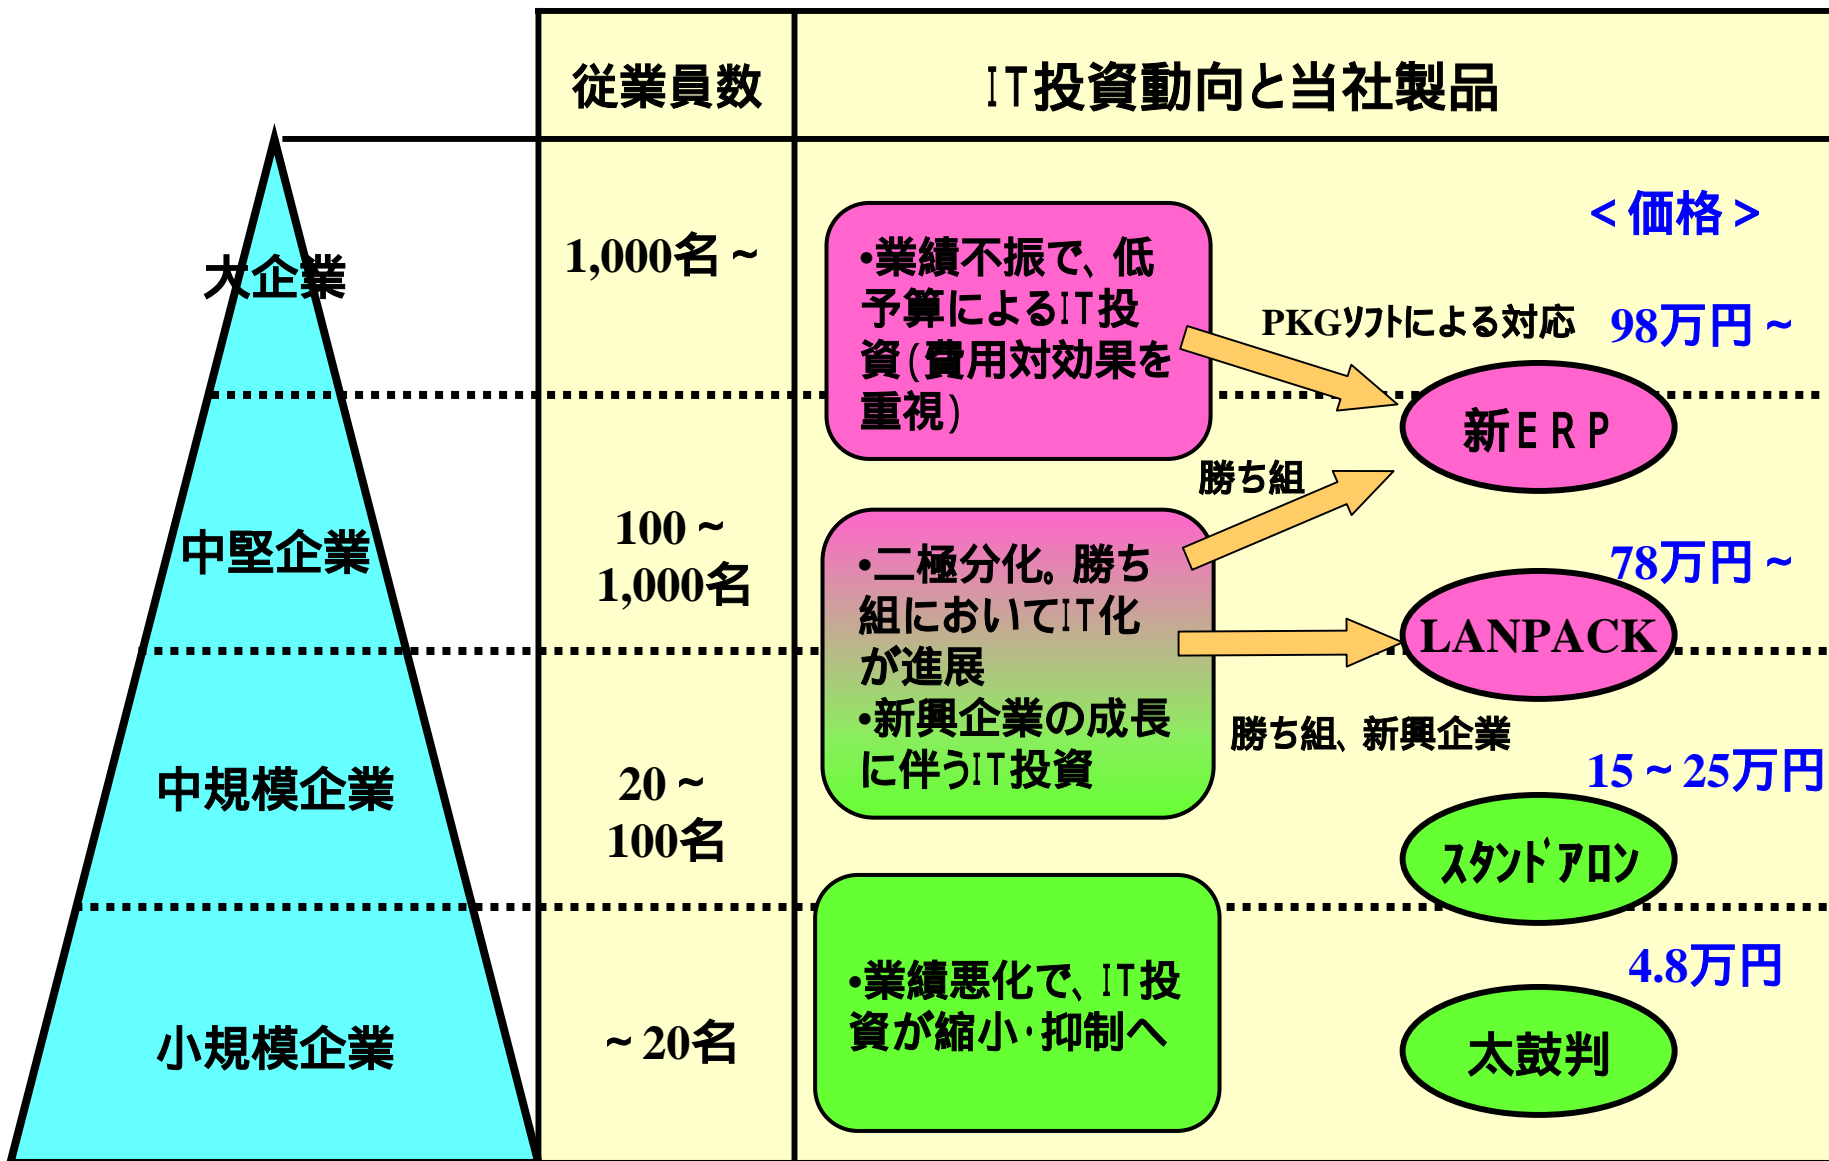 従業員数
IT投資動向と当社製品
大企業
1,000名～
・業績不振で、低
予算によるIT投
資(費用対効果を
重視)
＜価格＞
PKGソフトによる対応
98万円～
新ＥＲＰ
勝ち組
中堅企業
100～
1,000名
・二極分化。勝ち
組においてIT化
が進展
・新興企業の成長
に伴うIT投資
78万円～
LANPACK
勝ち組、新興企業
中規模企業
20～
100名
15～25万円
ｽﾀﾝﾄﾞｱﾛﾝ
小規模企業
～20名
・業績悪化で、IT投
資が縮小・抑制へ
4.8万円
太鼓判